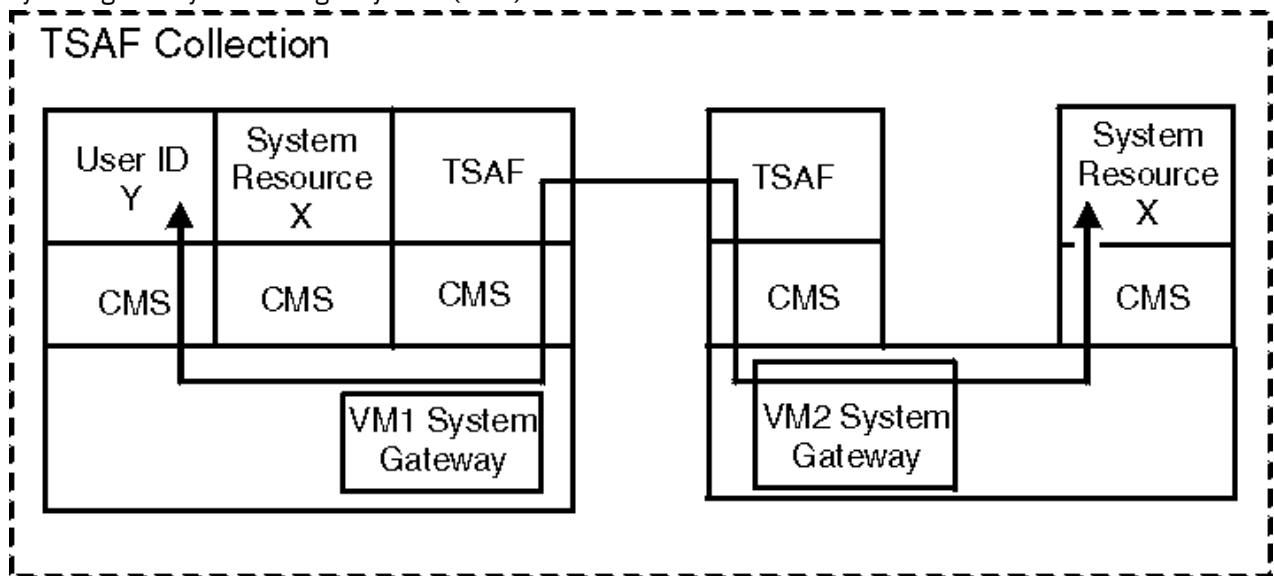 TSAF Collection
User ID
Y
System
Resource
X
TSAF
TSAF
System
Resource
X
CMS
CMS
CMS
CMS
CMS
VM1 System
Gateway
VM2 System
Gateway